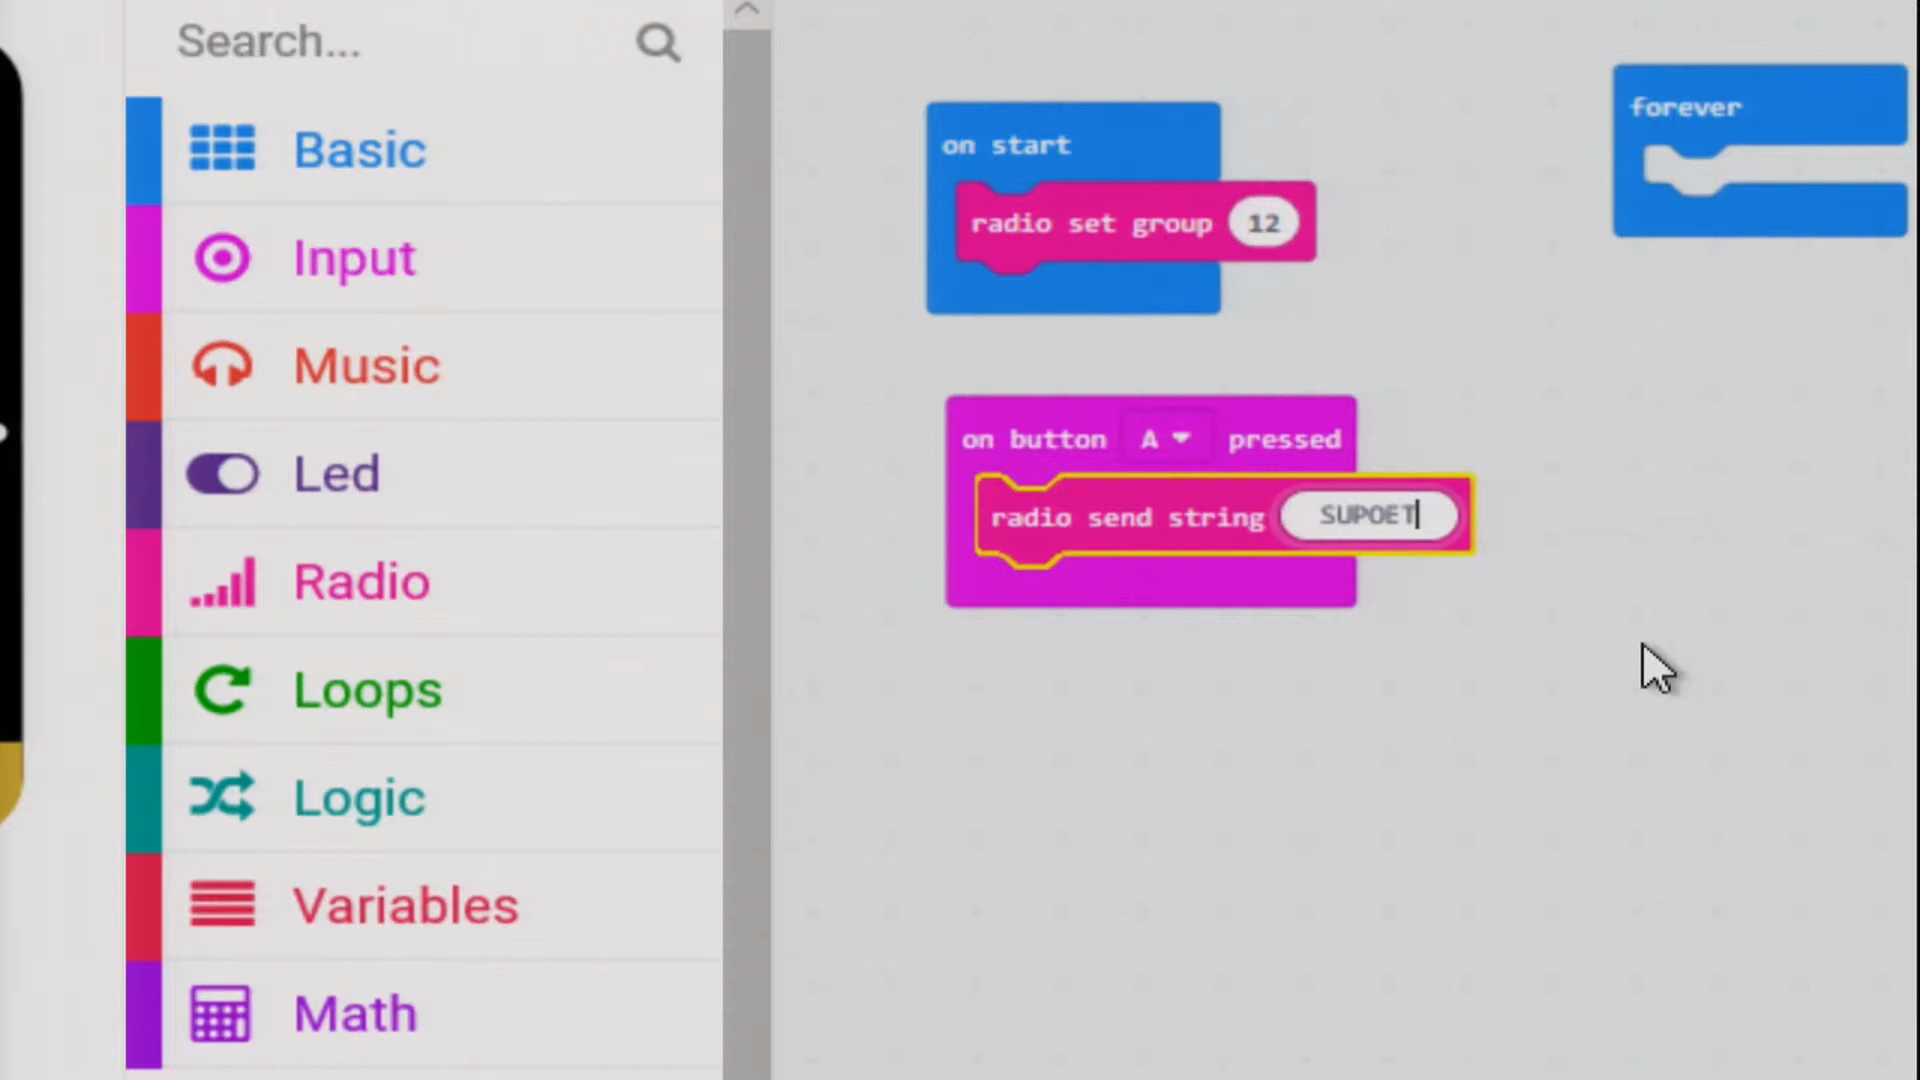 Search...
Basic
Input
Music
Led
Radio
Loops
Logic
Variables
Math
on start
radio set group 12
forever
on button A pressed
radio send string SUPOET